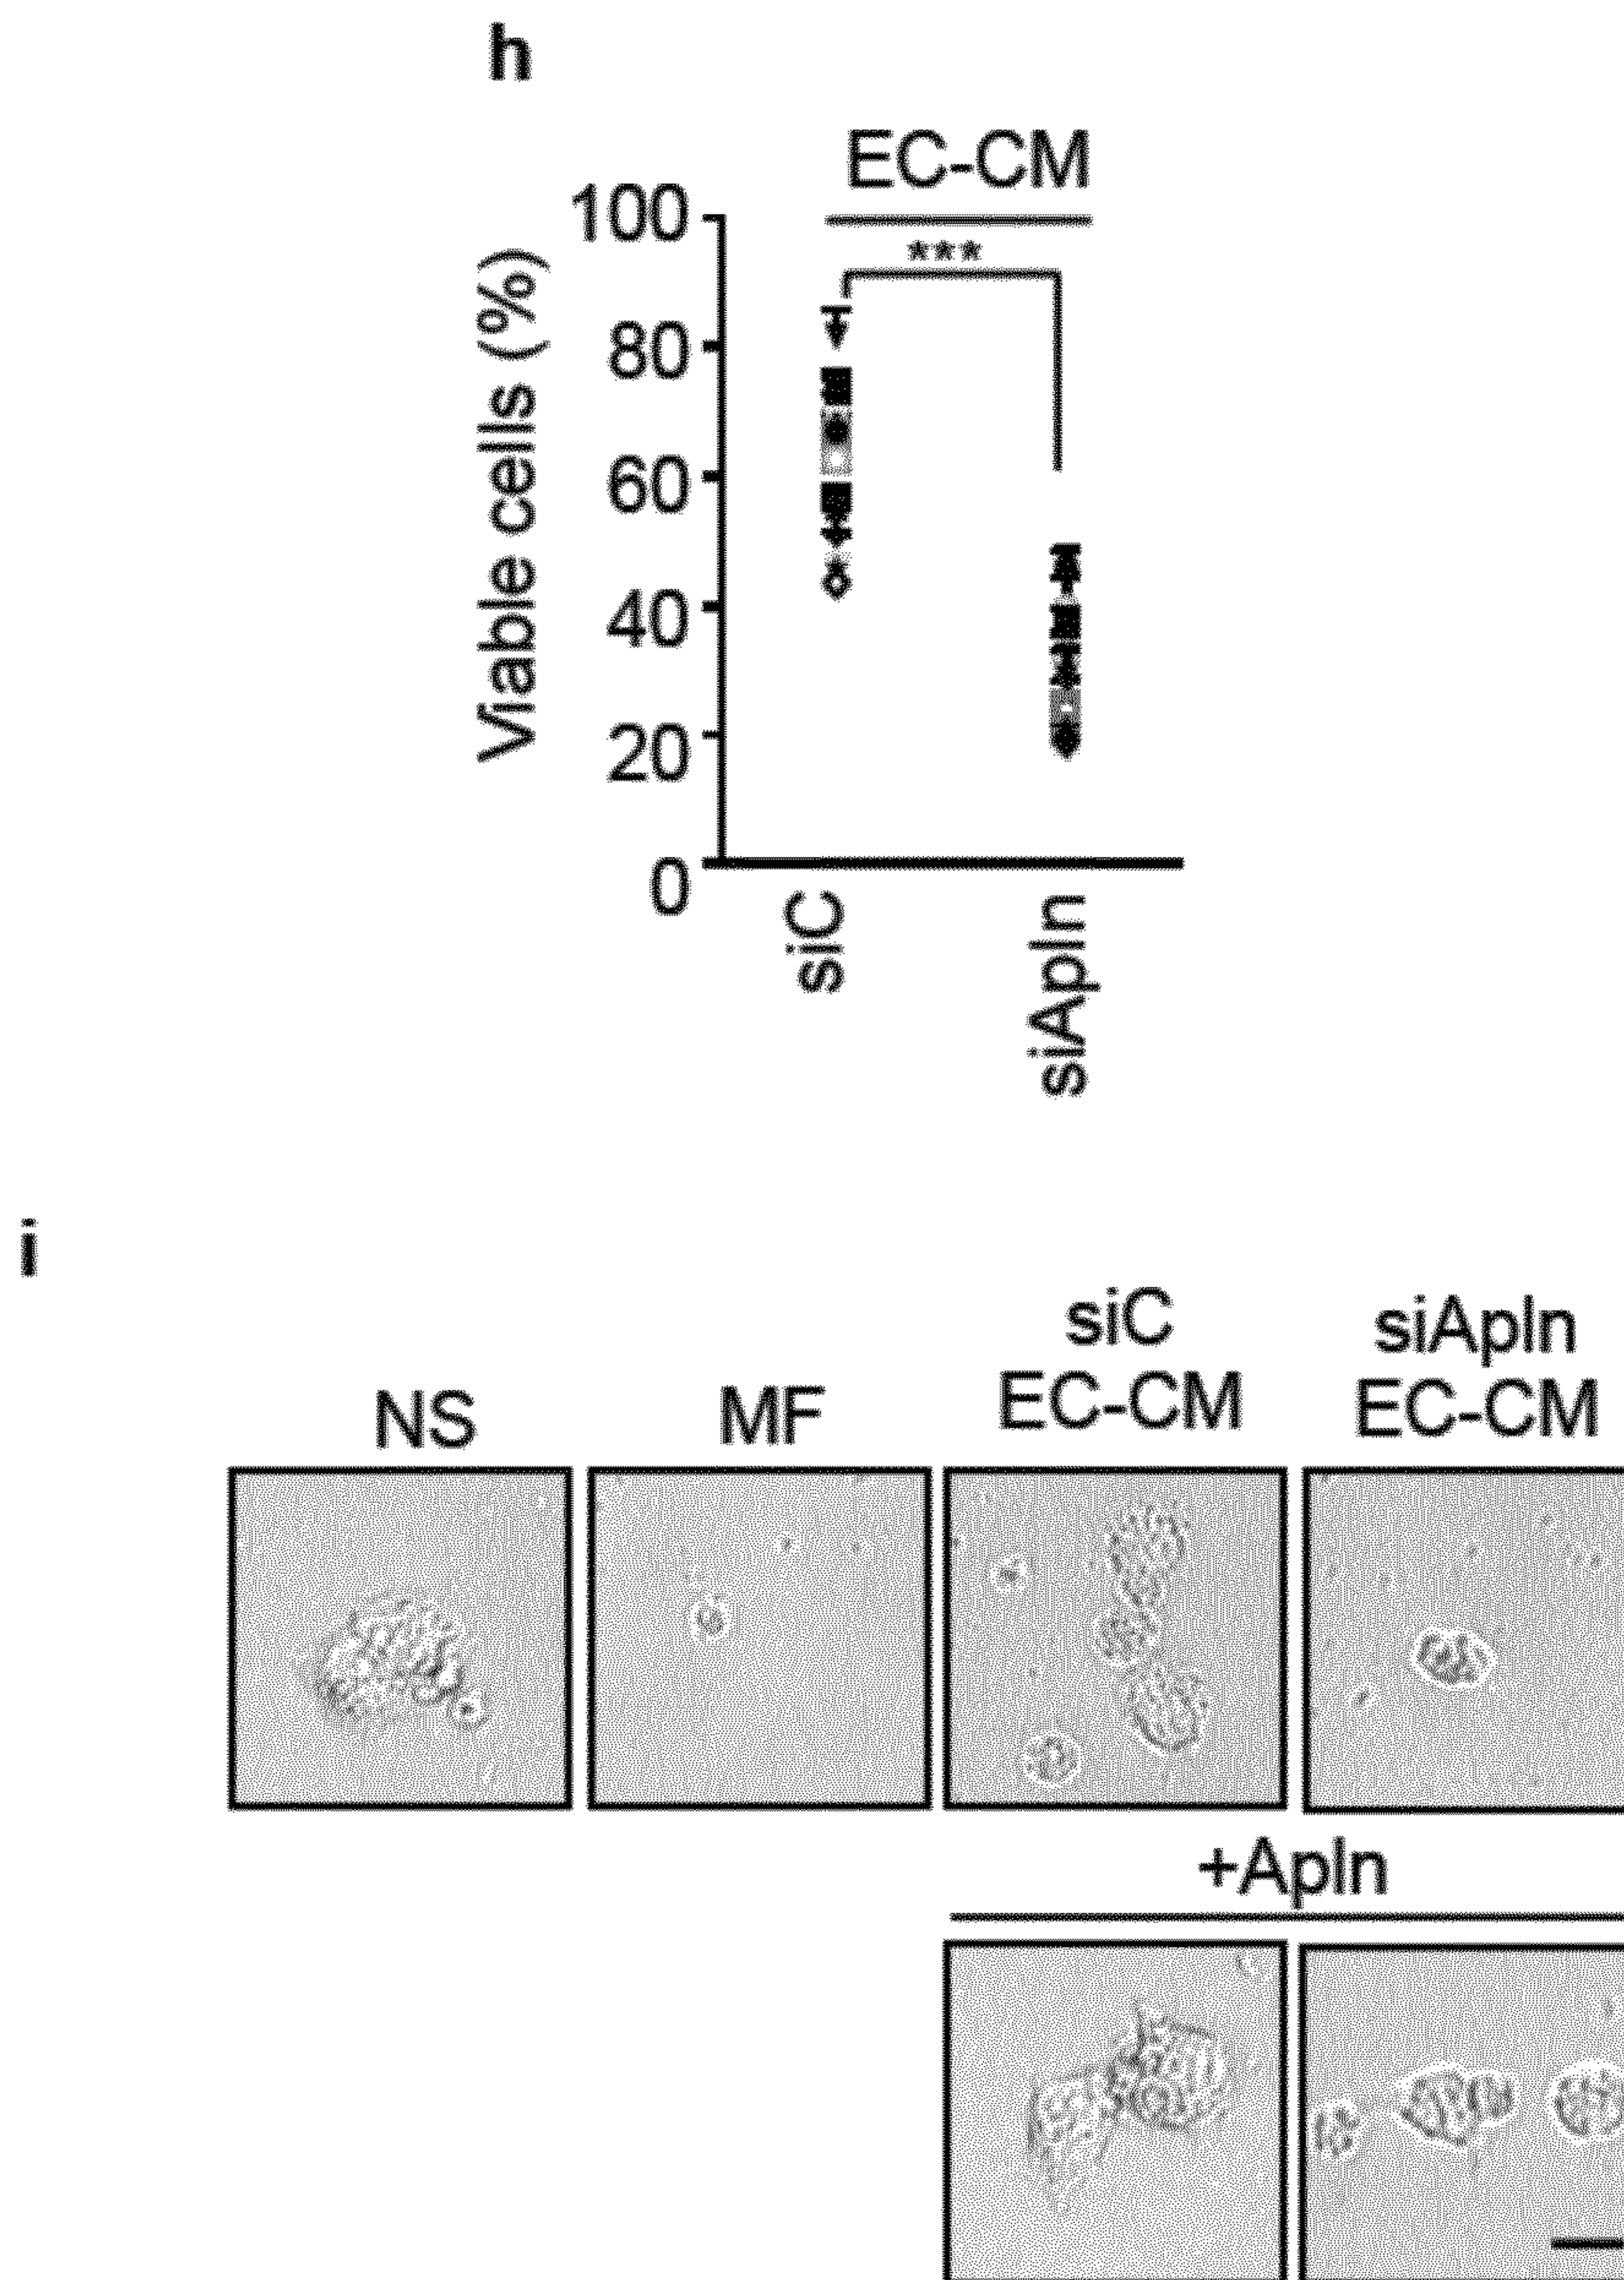 h
EC-CM
***
100
80
60
40
20
0
Viable cells (%)
siC
siApln
i
NS
MF
siC
EC-CM
siApln
EC-CM
+Apln